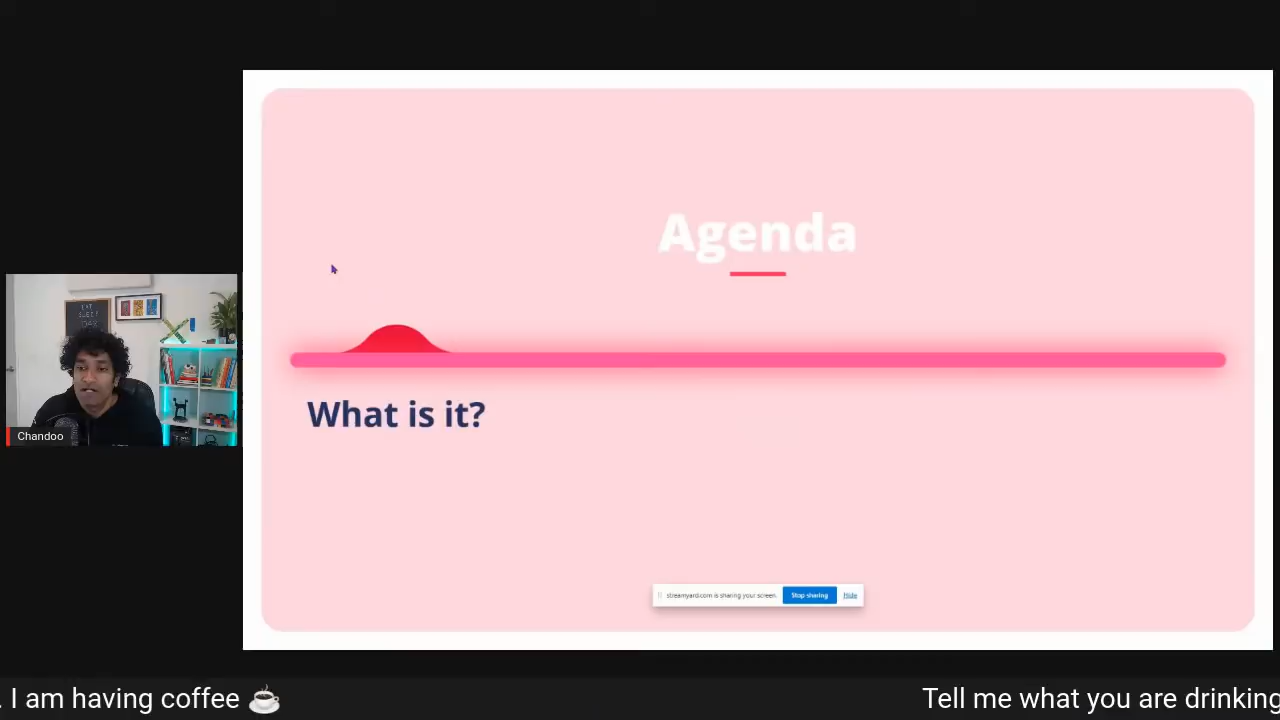 Agenda
What is it?
Chandoo
streamyard.com is sharing your screen.
Stop sharing
Hide
. I am having coffee ☕
Tell me what you are drinking